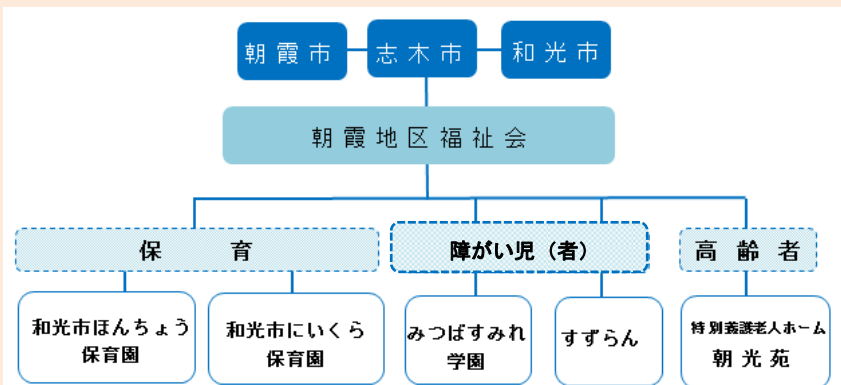 朝霞市 志木市 和光市
朝霞地区福祉会
保育 障がい児（者） 高齢者
和光市ほんちょう
保育園
和光市にいくら
保育園
みつばすみれ
学園
すずらん
特別養護老人ホーム
朝光苑